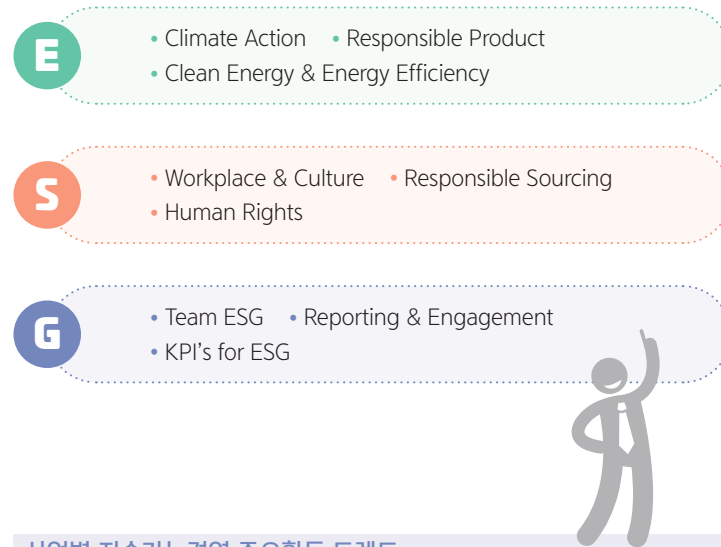 E
• Climate Action • Responsible Product
• Clean Energy & Energy Efficiency
S
• Workplace & Culture • Responsible Sourcing
• Human Rights
G
• Team ESG • Reporting & Engagement
• KPI's for ESG